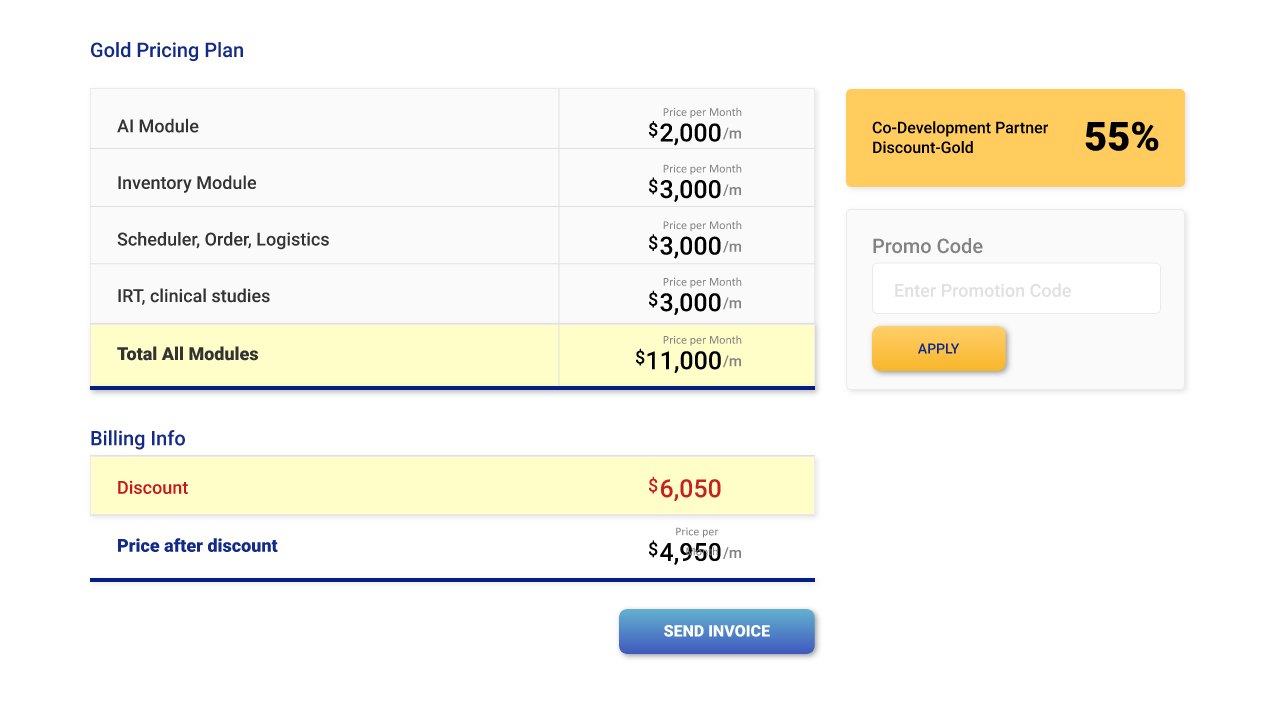 Gold Pricing Plan
AI Module
Price per Month
$2,000/m
Inventory Module
Price per Month
$3,000/m
Scheduler, Order, Logistics
Price per Month
$3,000/m
IRT, clinical studies
Price per Month
$3,000/m
Total All Modules
Price per Month
$11,000/m
Co-Development Partner
Discount-Gold
55%
Promo Code
Enter Promotion Code
APPLY
Billing Info
Discount
$6,050
Price after discount
Price per
$4,950/m
SEND INVOICE